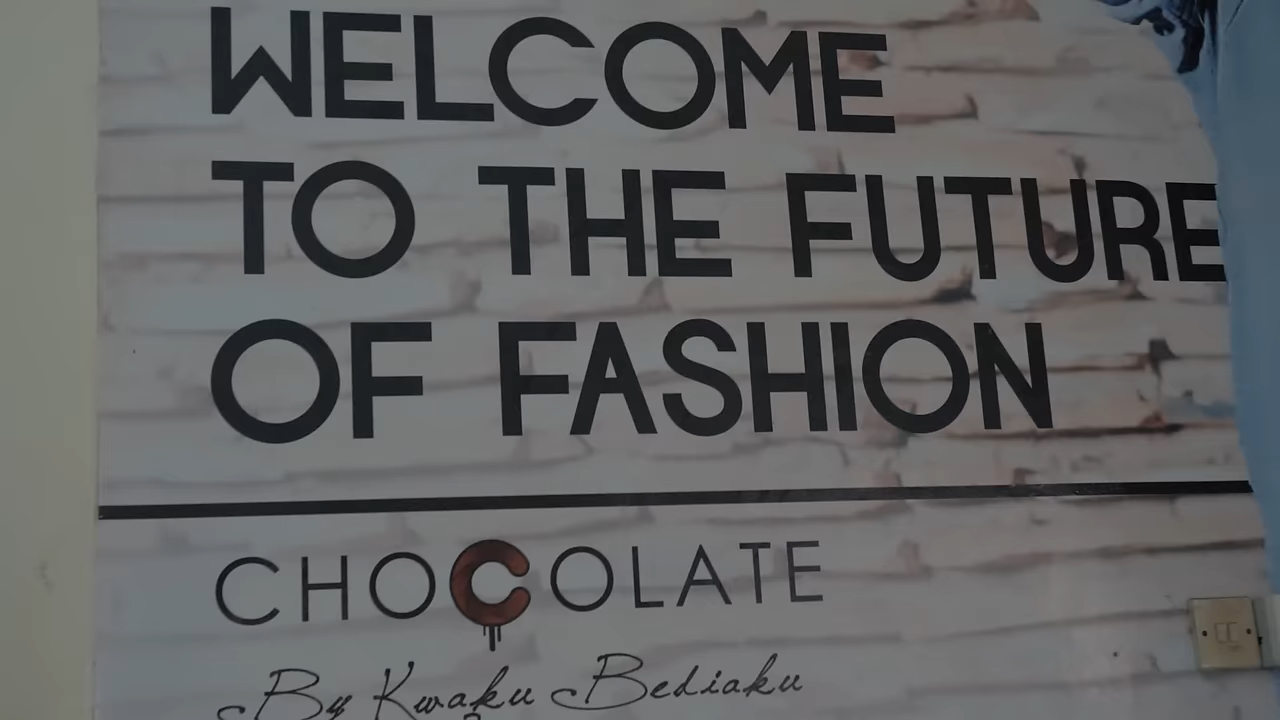 WELCOME
TO THE FUTURE
OF FASHION
CHOCOLATE
By Kwaku Bediaku